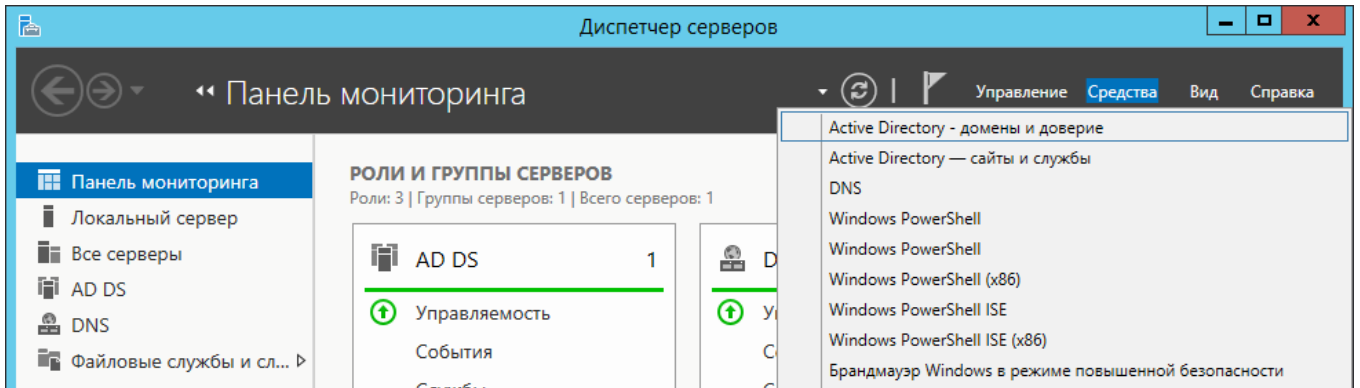 Диспетчер серверов
Панель мониторинга
Управление Средства Вид Справка
Панель мониторинга
Локальный сервер
Все серверы
AD DS
DNS
Файловые службы и сл...
РОЛИ И ГРУППЫ СЕРВЕРОВ
Роли: 3 | Группы серверов: 1 | Всего серверов: 1
AD DS 1
Управляемость
События
Active Directory - домены и доверие
Active Directory — сайты и службы
DNS
Windows PowerShell
Windows PowerShell
Windows PowerShell (x86)
Windows PowerShell ISE
Windows PowerShell ISE (x86)
Брандмауэр Windows в режиме повышенной безопасности